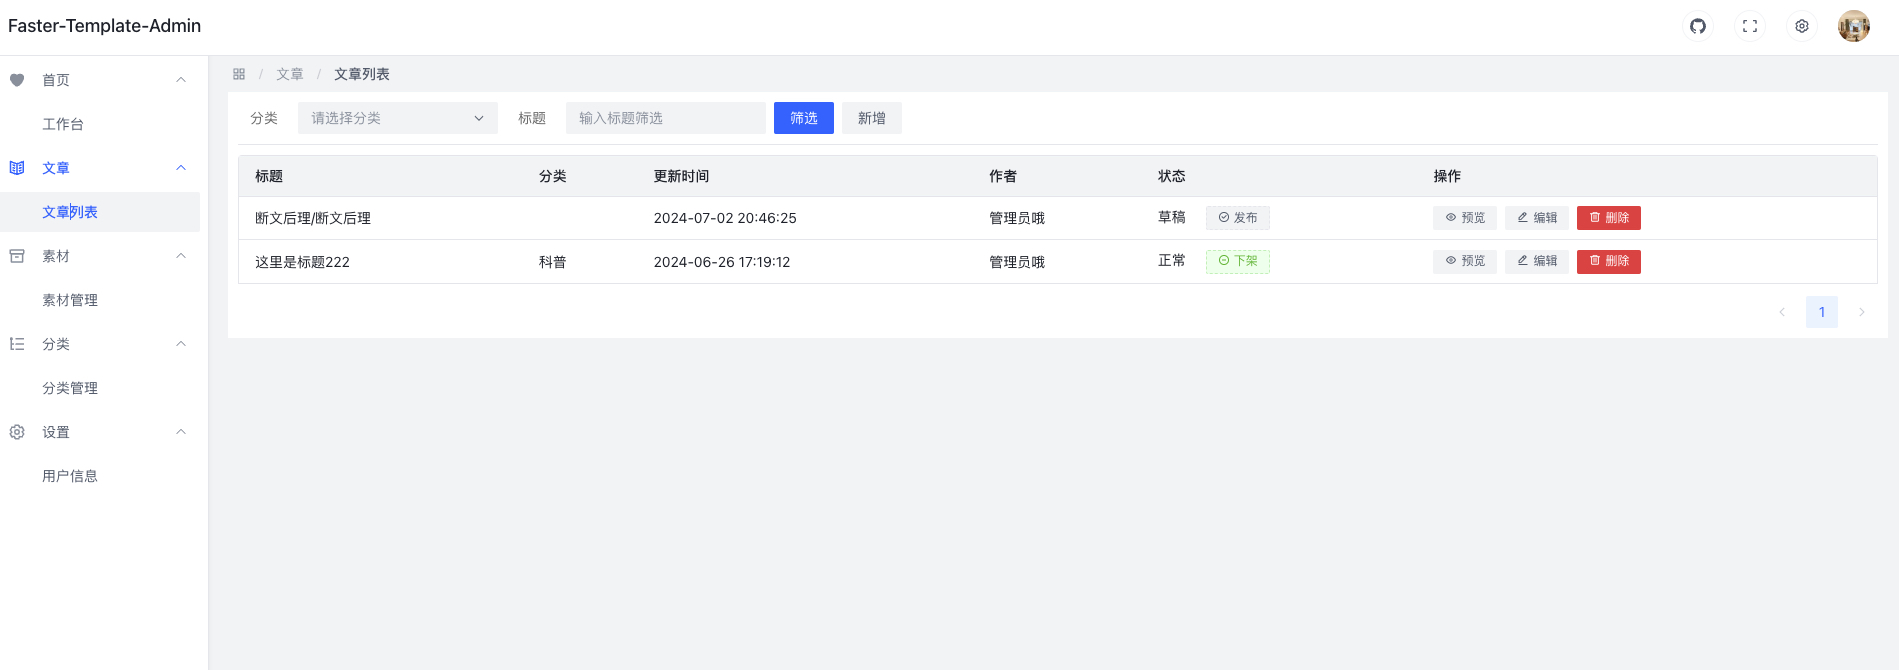 Faster-Template-Admin
首页
工作台
文章
文章列表
素材
素材管理
分类
分类管理
设置
用户信息
/ 文章 / 文章列表
分类 请选择分类 标题 输入标题筛选 筛选 新增
标题 分类 更新时间 作者 状态 操作
断文后理/断文后理 2024-07-02 20:46:25 管理员哦 草稿 发布 预览 编辑 删除
这里是标题222 科普 2024-06-26 17:19:12 管理员哦 正常 下架 预览 编辑 删除
1